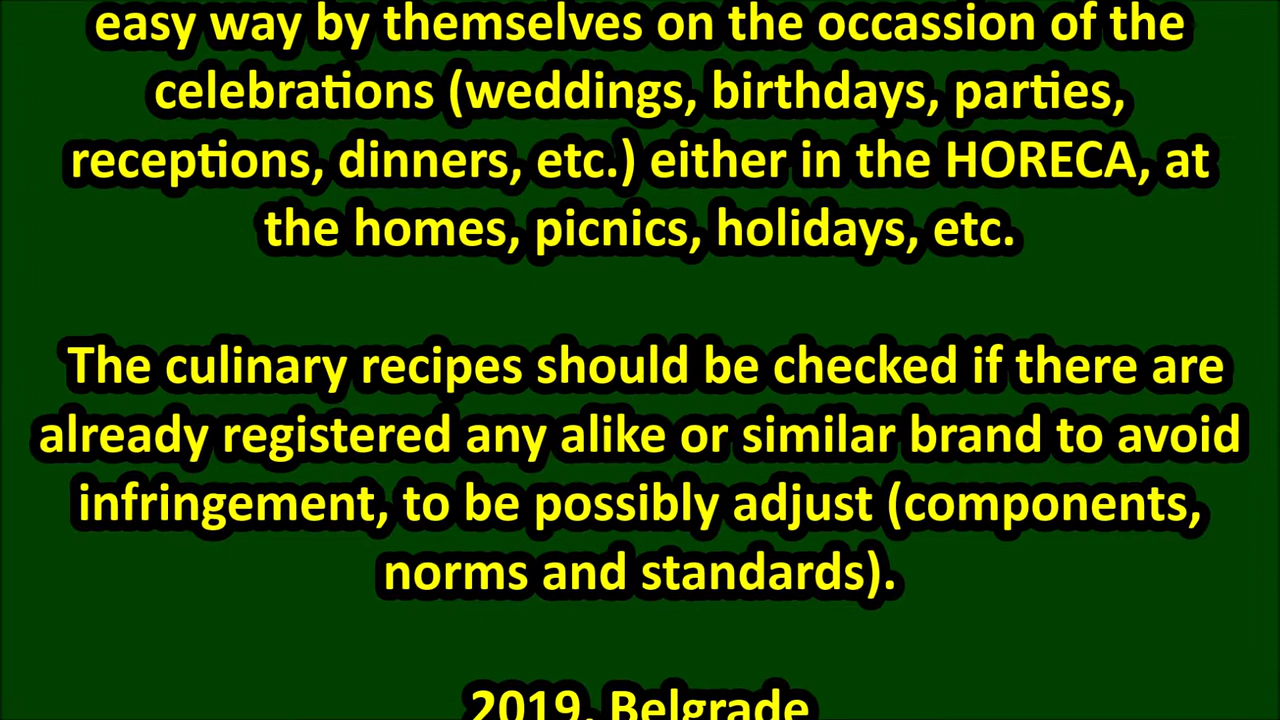 easy way by themselves on the occassion of the
celebrations (weddings, birthdays, parties,
receptions, dinners, etc.) either in the HORECA, at
the homes, picnics, holidays, etc.
The culinary recipes should be checked if there are
already registered any alike or similar brand to avoid
infringement, to be possibly adjust (components,
norms and standards).
2019, Belgrade